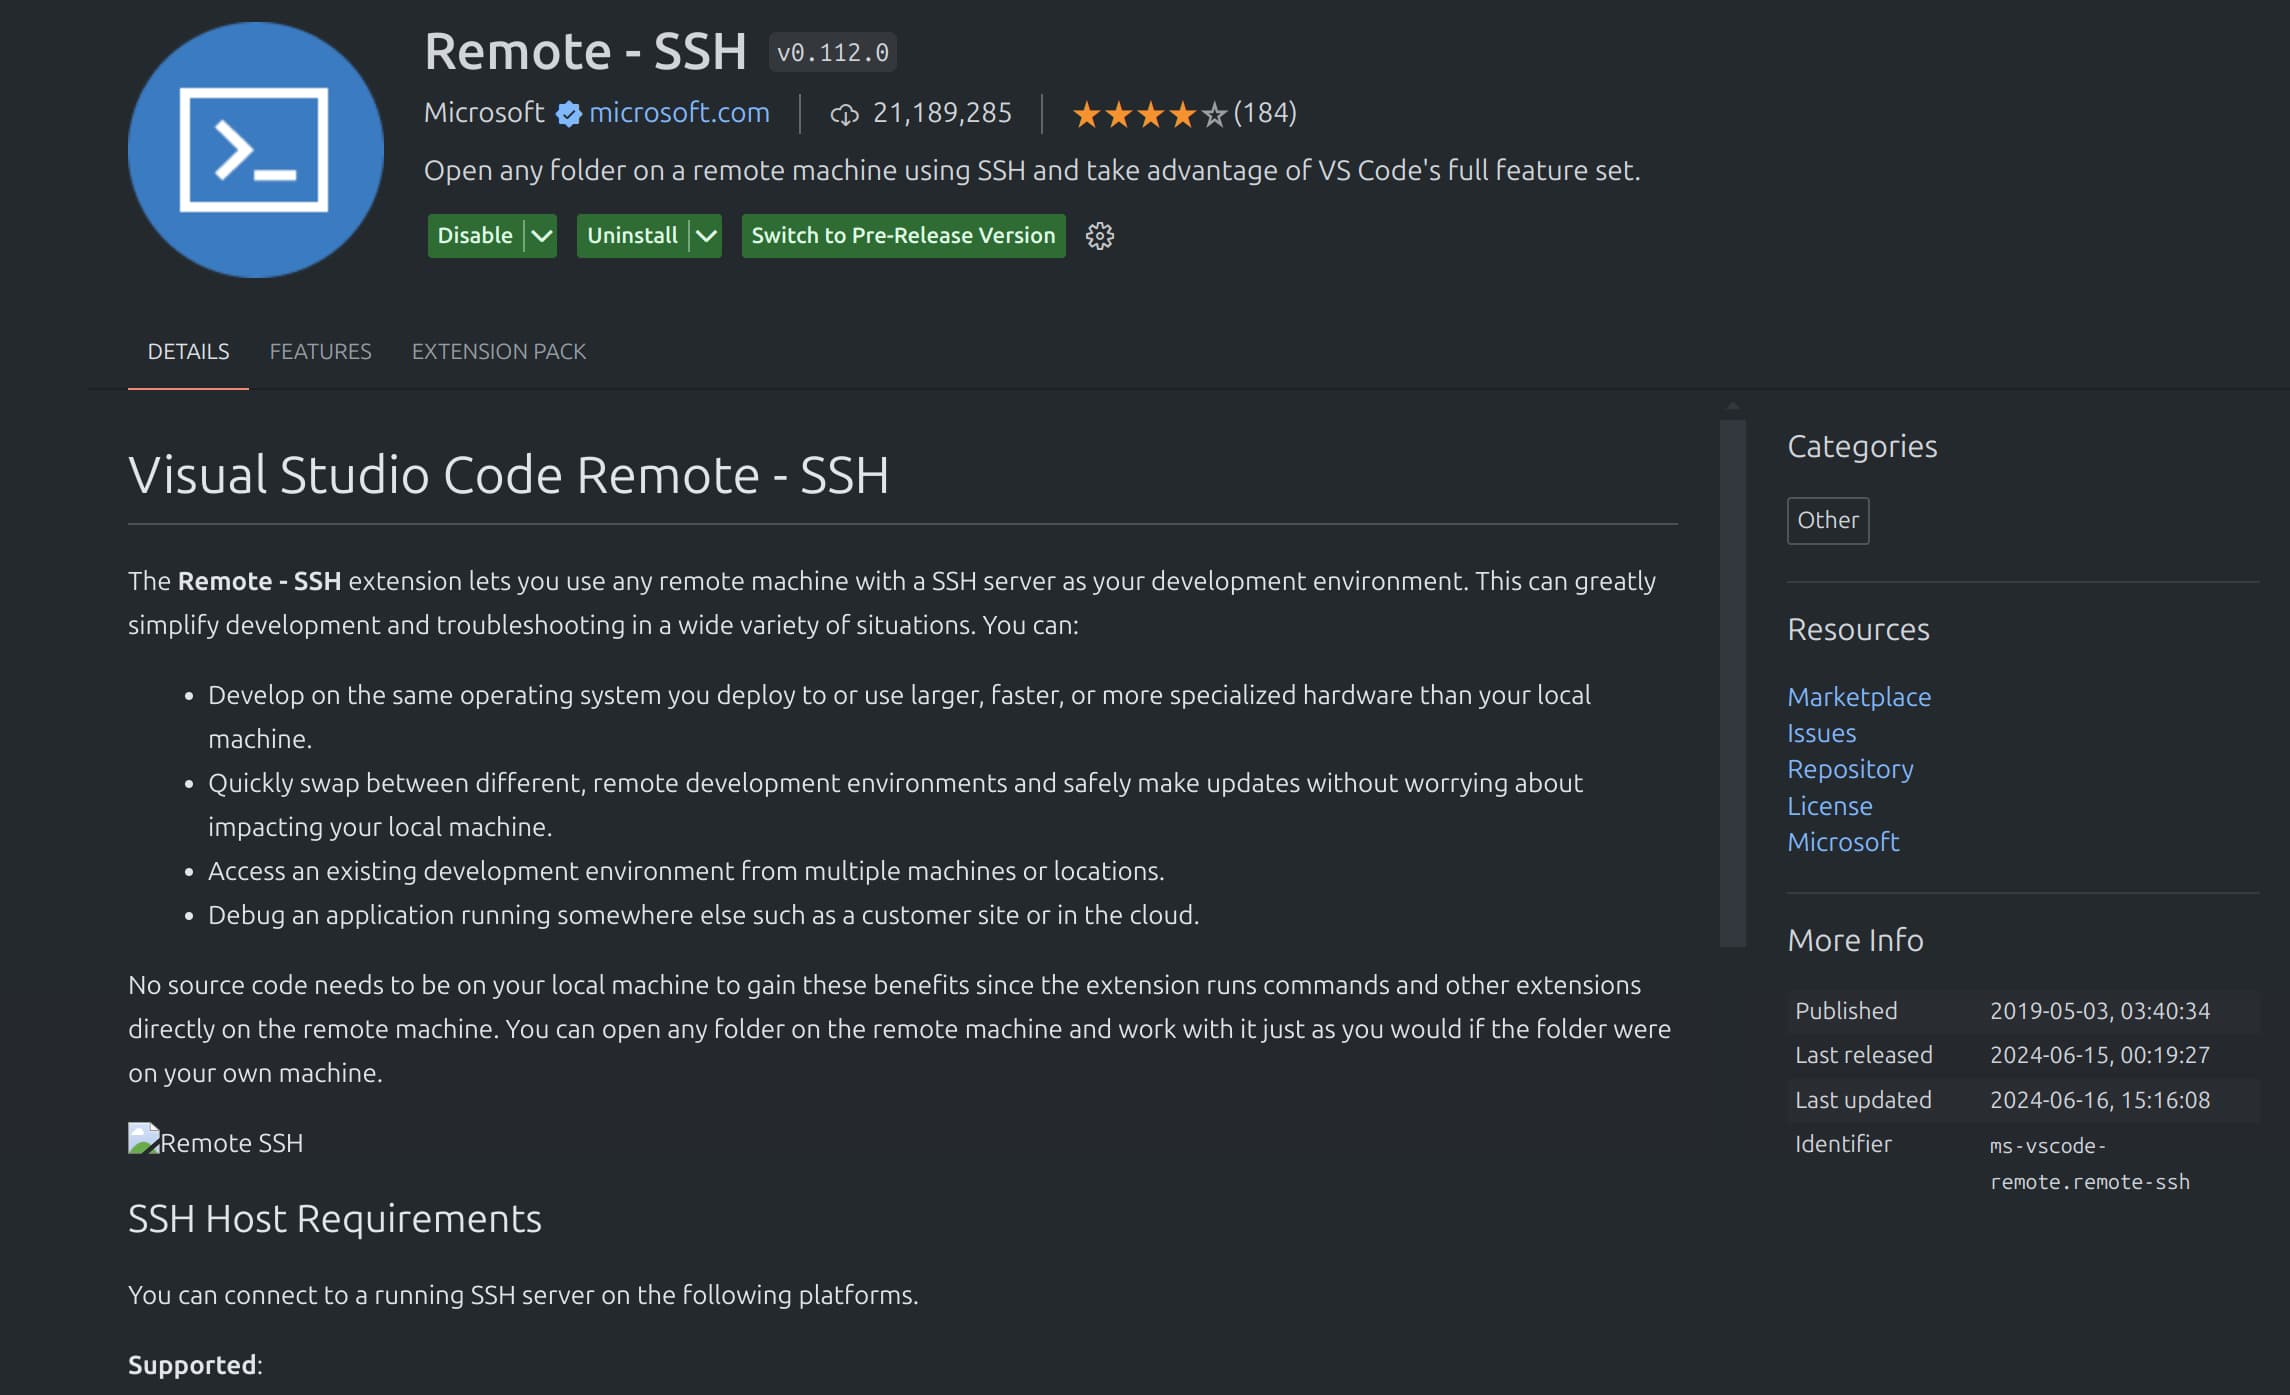 Remote - SSH v0.112.0
Microsoft microsoft.com 21,189,285 (184)
Open any folder on a remote machine using SSH and take advantage of VS Code's full feature set.
Disable Uninstall Switch to Pre-Release Version
DETAILS FEATURES EXTENSION PACK
Visual Studio Code Remote - SSH
The Remote - SSH extension lets you use any remote machine with a SSH server as your development environment. This can greatly
simplify development and troubleshooting in a wide variety of situations. You can:
• Develop on the same operating system you deploy to or use larger, faster, or more specialized hardware than your local
machine.
• Quickly swap between different, remote development environments and safely make updates without worrying about
impacting your local machine.
• Access an existing development environment from multiple machines or locations.
• Debug an application running somewhere else such as a customer site or in the cloud.
No source code needs to be on your local machine to gain these benefits since the extension runs commands and other extensions
directly on the remote machine. You can open any folder on the remote machine and work with it just as you would if the folder were
on your own machine.
Remote SSH
SSH Host Requirements
You can connect to a running SSH server on the following platforms.
Supported:
Categories
Other
Resources
Marketplace
Issues
Repository
License
Microsoft
More Info
Published 2019-05-03, 03:40:34
Last released 2024-06-15, 00:19:27
Last updated 2024-06-16, 15:16:08
Identifier ms-vscode-
remote.remote-ssh